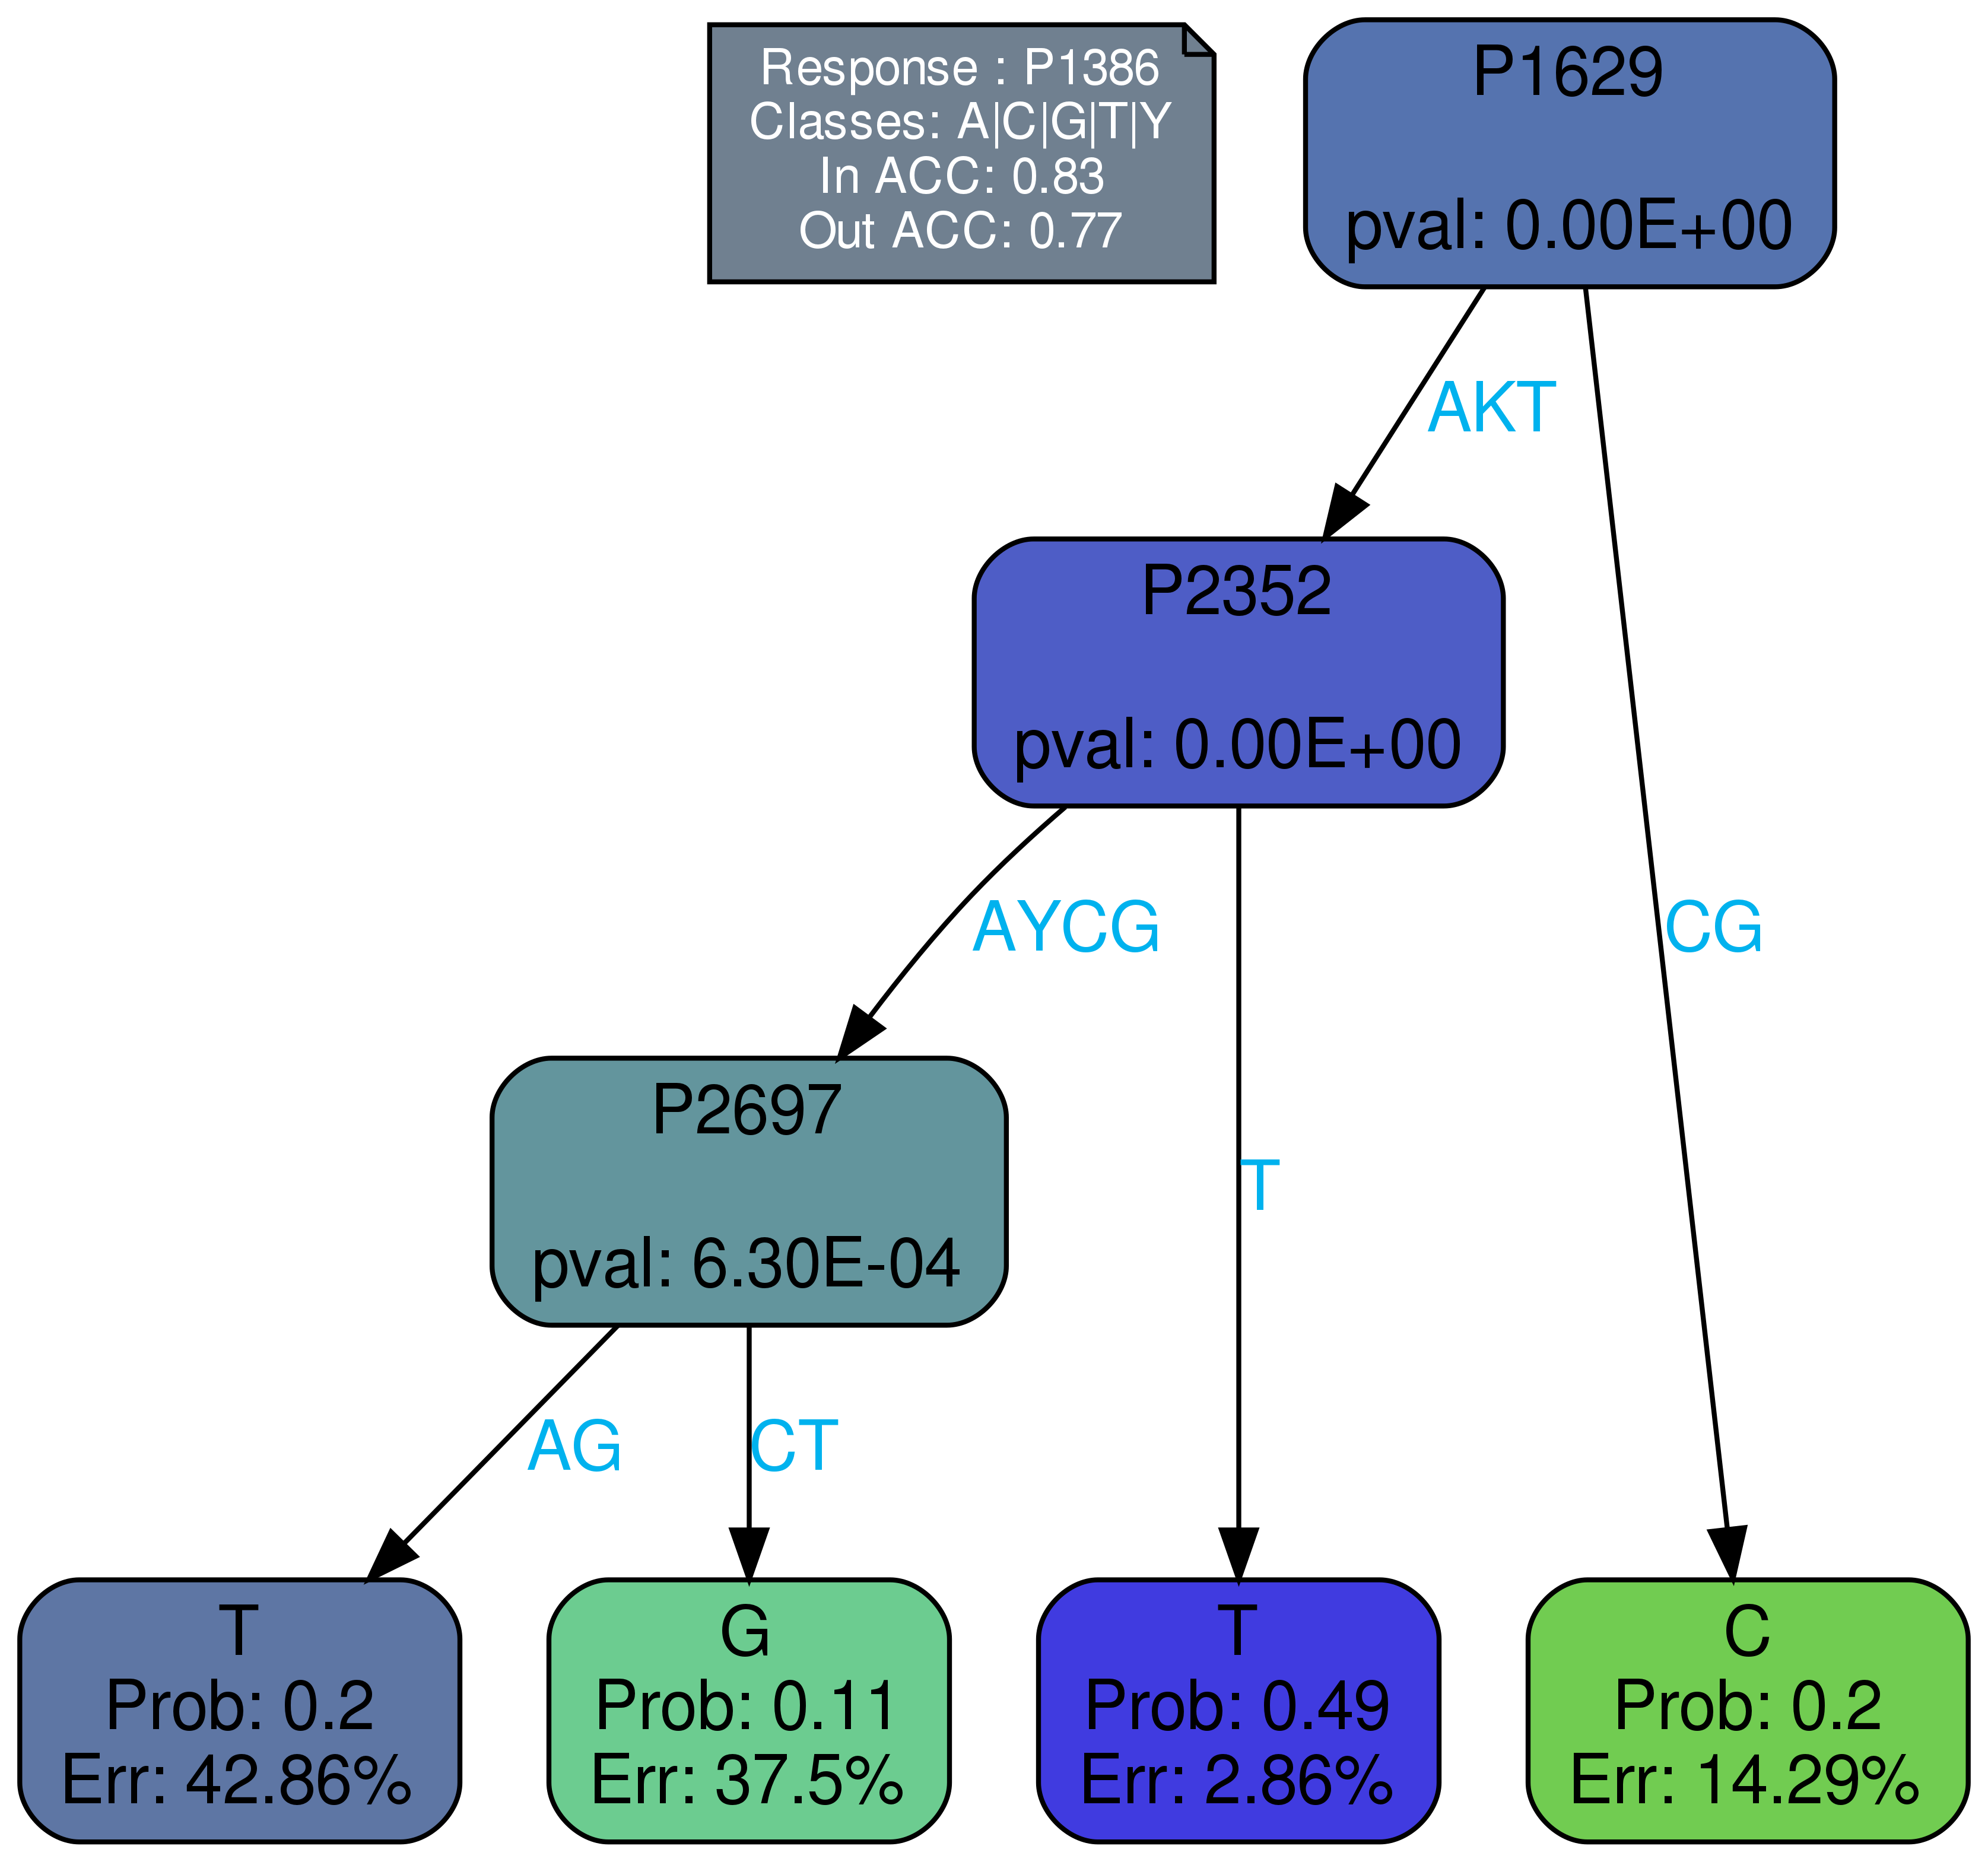 Response : P1386
Classes: A|C|G|T|Y
In ACC: 0.83
Out ACC: 0.77
P1629
pval: 0.00E+00
AKT
P2352
pval: 0.00E+00
AYCG
CG
P2697
pval: 6.30E-04
T
AG
CT
T
Prob: 0.2
Err: 42.86%
G
Prob: 0.11
Err: 37.5%
T
Prob: 0.49
Err: 2.86%
C
Prob: 0.2
Err: 14.29%